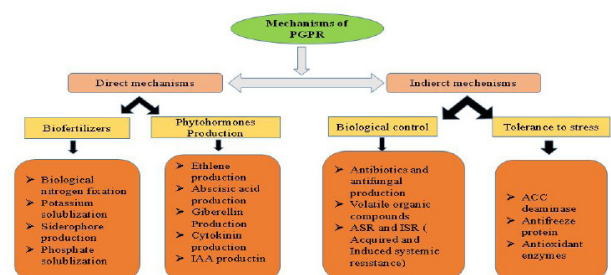 Mechanisms of
PGPR
Direct mechanisms
Indierct mechenisms
Biofertilizers
Phytohormones
Production
Biological control
Tolerance to stress
➢ Biological
nitrogen fixation
➢ Potassium
solublization
➢ Siderophore
production
➢ Phosphate
solublization
➢ Ethlene
production
➢ Abscisic acid
production
➢ Giberellin
Production
➢ Cytokinin
production
➢ IAA productin
➢ Antibiotics and
antifungal
production
➢ Volatile organic
compounds
➢ ASR and ISR (
Acquired and
Induced systemic
resistance)
➢ ACC
deaminase
➢ Antifreeze
protein
➢ Antioxidant
enzymes